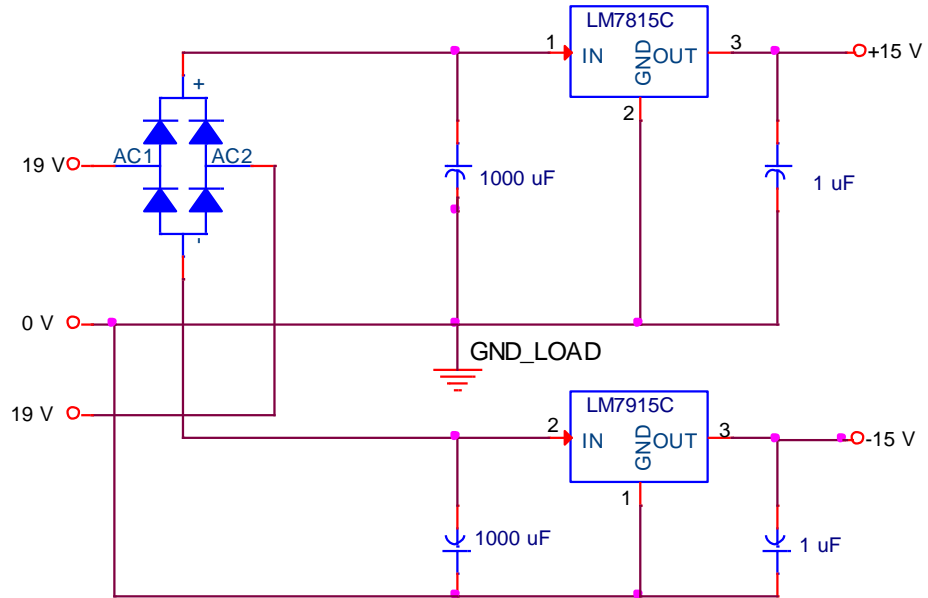 LM7815C
1
IN
GND
OUT
3
+15 V
2
+
19 V
AC1
AC2
1000 uF
1 uF
-
0 V
GND_LOAD
19 V
LM7915C
2
IN
GND
OUT
3
-15 V
1
1000 uF
1 uF